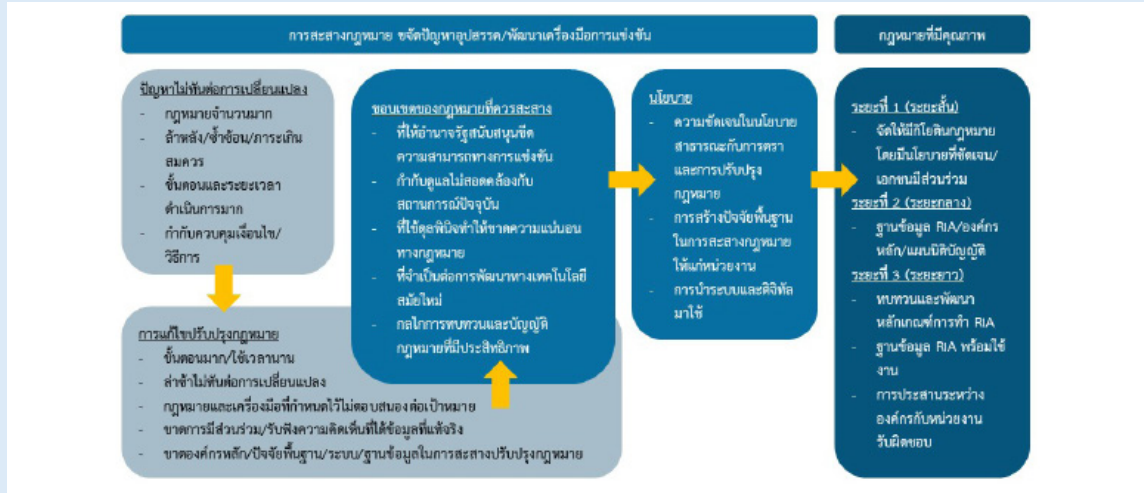 การสะสางกฎหมาย ขจัดปัญหาอุปสรรค/พัฒนาเครื่องมือการแข่งขัน
กฎหมายที่มีคุณภาพ
ปัญหาไม่ทันต่อการเปลี่ยนแปลง
- กฎหมายจำนวนมาก
- ล้าหลัง/ซ้ำซ้อน/ภาระเกิน
สมควร
- ขั้นตอนและระยะเวลา
ดำเนินการมาก
- กำกับควบคุมเงื่อนไข/
วิธีการ
การแก้ไขปรับปรุงกฎหมาย
- ขั้นตอนมาก/ใช้เวลานาน
- ล่าช้าไม่ทันต่อการเปลี่ยนแปลง
- กฎหมายและเครื่องมือที่กำหนดไว้ไม่ตอบสนองต่อเป้าหมาย
- ขาดการมีส่วนร่วม/รับฟังความคิดเห็นที่ได้ข้อมูลที่แท้จริง
- ขาดองค์กรหลัก/ปัจจัยพื้นฐาน/ระบบ/ฐานข้อมูลในการสะสางปรับปรุงกฎหมาย
ขอบเขตของกฎหมายที่ควรสะสาง
- ที่ให้อำนาจรัฐสนับสนุนขีด
ความสามารถทางการแข่งขัน
- กำกับดูแลไม่สอดคล้องกับ
สถานการณ์ปัจจุบัน
- ที่ใช้ดุลพินิจทำให้ขาดความแน่นอน
ทางกฎหมาย
- ที่จำเป็นต่อการพัฒนาทางเทคโนโลยี
สมัยใหม่
- กลไกการทบทวนและบัญญัติ
กฎหมายที่มีประสิทธิภาพ
นโยบาย
- ความชัดเจนในนโยบาย
สาธารณะกับการตรา
และการปรับปรุง
กฎหมาย
- การสร้างปัจจัยพื้นฐาน
ในการสะสางกฎหมาย
ให้แก่หน่วยงาน
- การนำระบบและดิจิทัล
มาใช้
ระยะที่ 1 (ระยะสั้น)
- จัดให้มีกิโยตินกฎหมาย
โดยมีนโยบายที่ชัดเจน/
เอกชนมีส่วนร่วม
ระยะที่ 2 (ระยะกลาง)
- ฐานข้อมูล RIA/องค์กร
หลัก/แผนนิติบัญญัติ
ระยะที่ 3 (ระยะยาว)
- ทบทวนและพัฒนา
หลักเกณฑ์การทำ RIA
- ฐานข้อมูล RIA พร้อมใช้
งาน
- การประสานระหว่าง
องค์กรกับหน่วยงาน
รับผิดชอบ